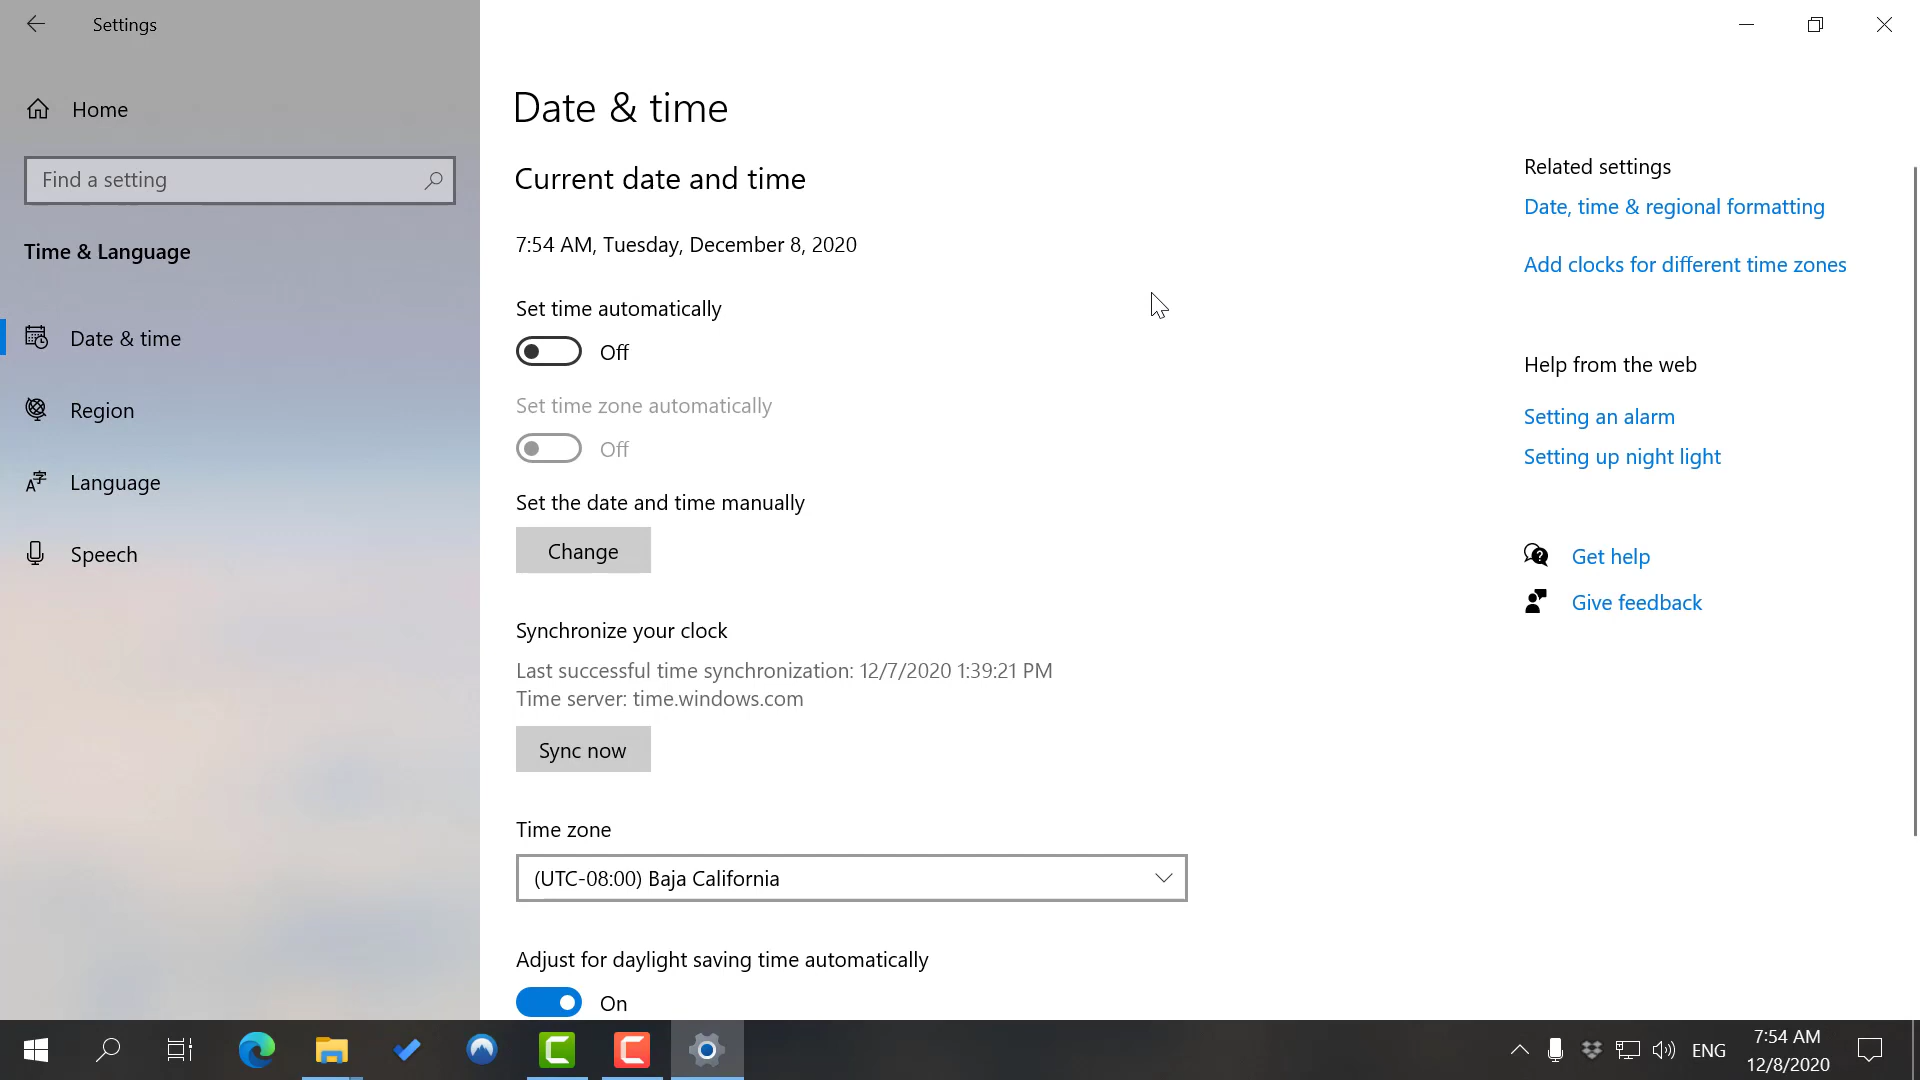 Settings
Home
Find a setting
Time & Language
Date & time
Region
Language
Speech
Date & time
Current date and time
7:54 AM, Tuesday, December 8, 2020
Set time automatically
Off
Set time zone automatically
Off
Set the date and time manually
Change
Synchronize your clock
Last successful time synchronization: 12/7/2020 1:39:21 PM
Time server: time.windows.com
Sync now
Time zone
(UTC-08:00) Baja California
Adjust for daylight saving time automatically
On
Related settings
Date, time & regional formatting
Add clocks for different time zones
Help from the web
Setting an alarm
Setting up night light
Get help
Give feedback
ENG
7:54 AM
12/8/2020